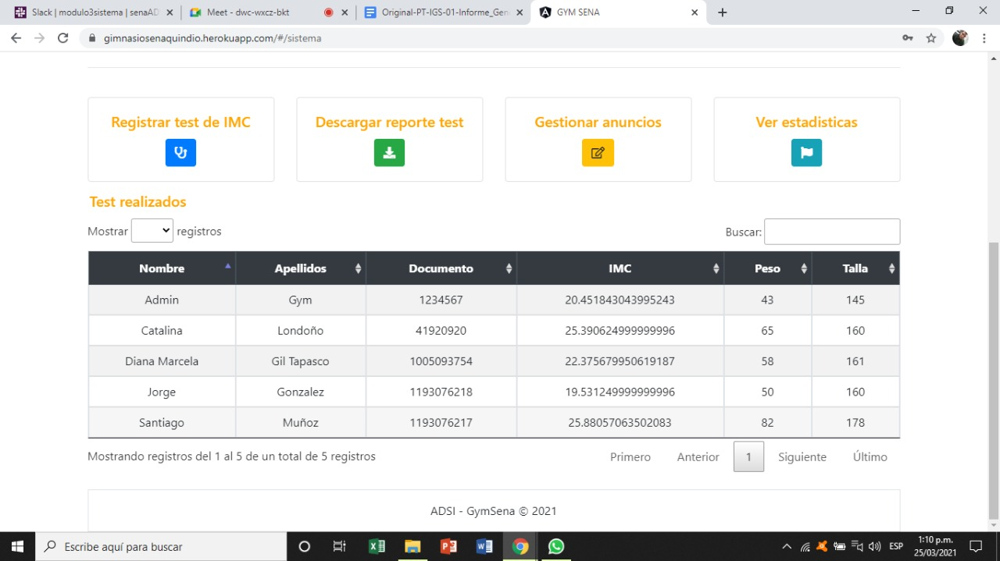 Slack | modulo3sistema | senaAD
Meet - dwc-wxcz-bkt
Original-PT-IGS-01-Informe_Gen
GYM SENA
gimnasiosenaquindio.herokuapp.com/#/sistema
Registrar test de IMC
Descargar reporte test
Gestionar anuncios
Ver estadisticas
Test realizados
Mostrar registros
Buscar:
Nombre Apellidos Documento IMC Peso Talla
Admin Gym 1234567 20.451843043995243 43 145
Catalina Londoño 41920920 25.390624999999996 65 160
Diana Marcela Gil Tapasco 1005093754 22.375679950619187 58 161
Jorge Gonzalez 1193076218 19.531249999999996 50 160
Santiago Muñoz 1193076217 25.88057063502083 82 178
Mostrando registros del 1 al 5 de un total de 5 registros
Primero Anterior 1 Siguiente Último
ADSI - GymSena © 2021
Escribe aquí para buscar
ESP
1:10 p.m.
25/03/2021